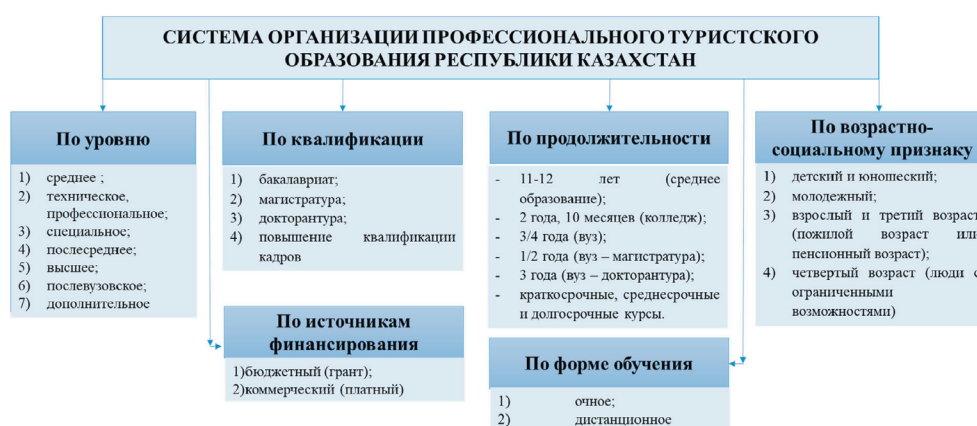 СИСТЕМА ОРГАНИЗАЦИИ ПРОФЕССИОНАЛЬНОГО ТУРИСТСКОГО
ОБРАЗОВАНИЯ РЕСПУБЛИКИ КАЗАХСТАН
По уровню
1) среднее ;
2) техническое,
профессиональное;
3) специальное;
4) послесреднее;
5) высшее;
6) послевузовское;
7) дополнительное
По квалификации
1) бакалавриат;
2) магистратура;
3) докторантура;
4) повышение квалификации
кадров
По источникам
финансирования
1)бюджетный (грант);
2)коммерческий (платный)
По продолжительности
- 11-12 лет (среднее
образование);
- 2 года, 10 месяцев (колледж);
- 3/4 года (вуз);
- 1/2 года (вуз – магистратура);
- 3 года (вуз – докторантура);
- краткосрочные, среднесрочные
и долгосрочные курсы.
По форме обучения
1) очное;
2) дистанционное
По возрастно-
социальному признаку
1) детский и юношеский;
2) молодежный;
3) взрослый и третий возраст
(пожилой возраст или
пенсионный возраст);
4) четвертый возраст (люди с
ограниченными
возможностями)